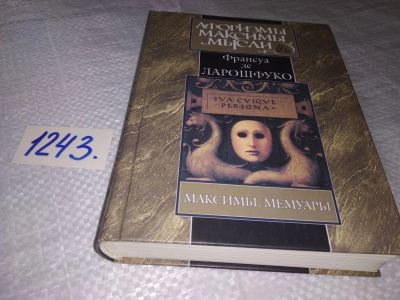 1243.
АФОРИЗМЫ
МАКСИМЫ
МЫСЛИ
Франсуа
де
ЛАРОШФУКО
SVA CVIQVE
PERSONA
МАКСИМЫ. МЕМУАРЫ